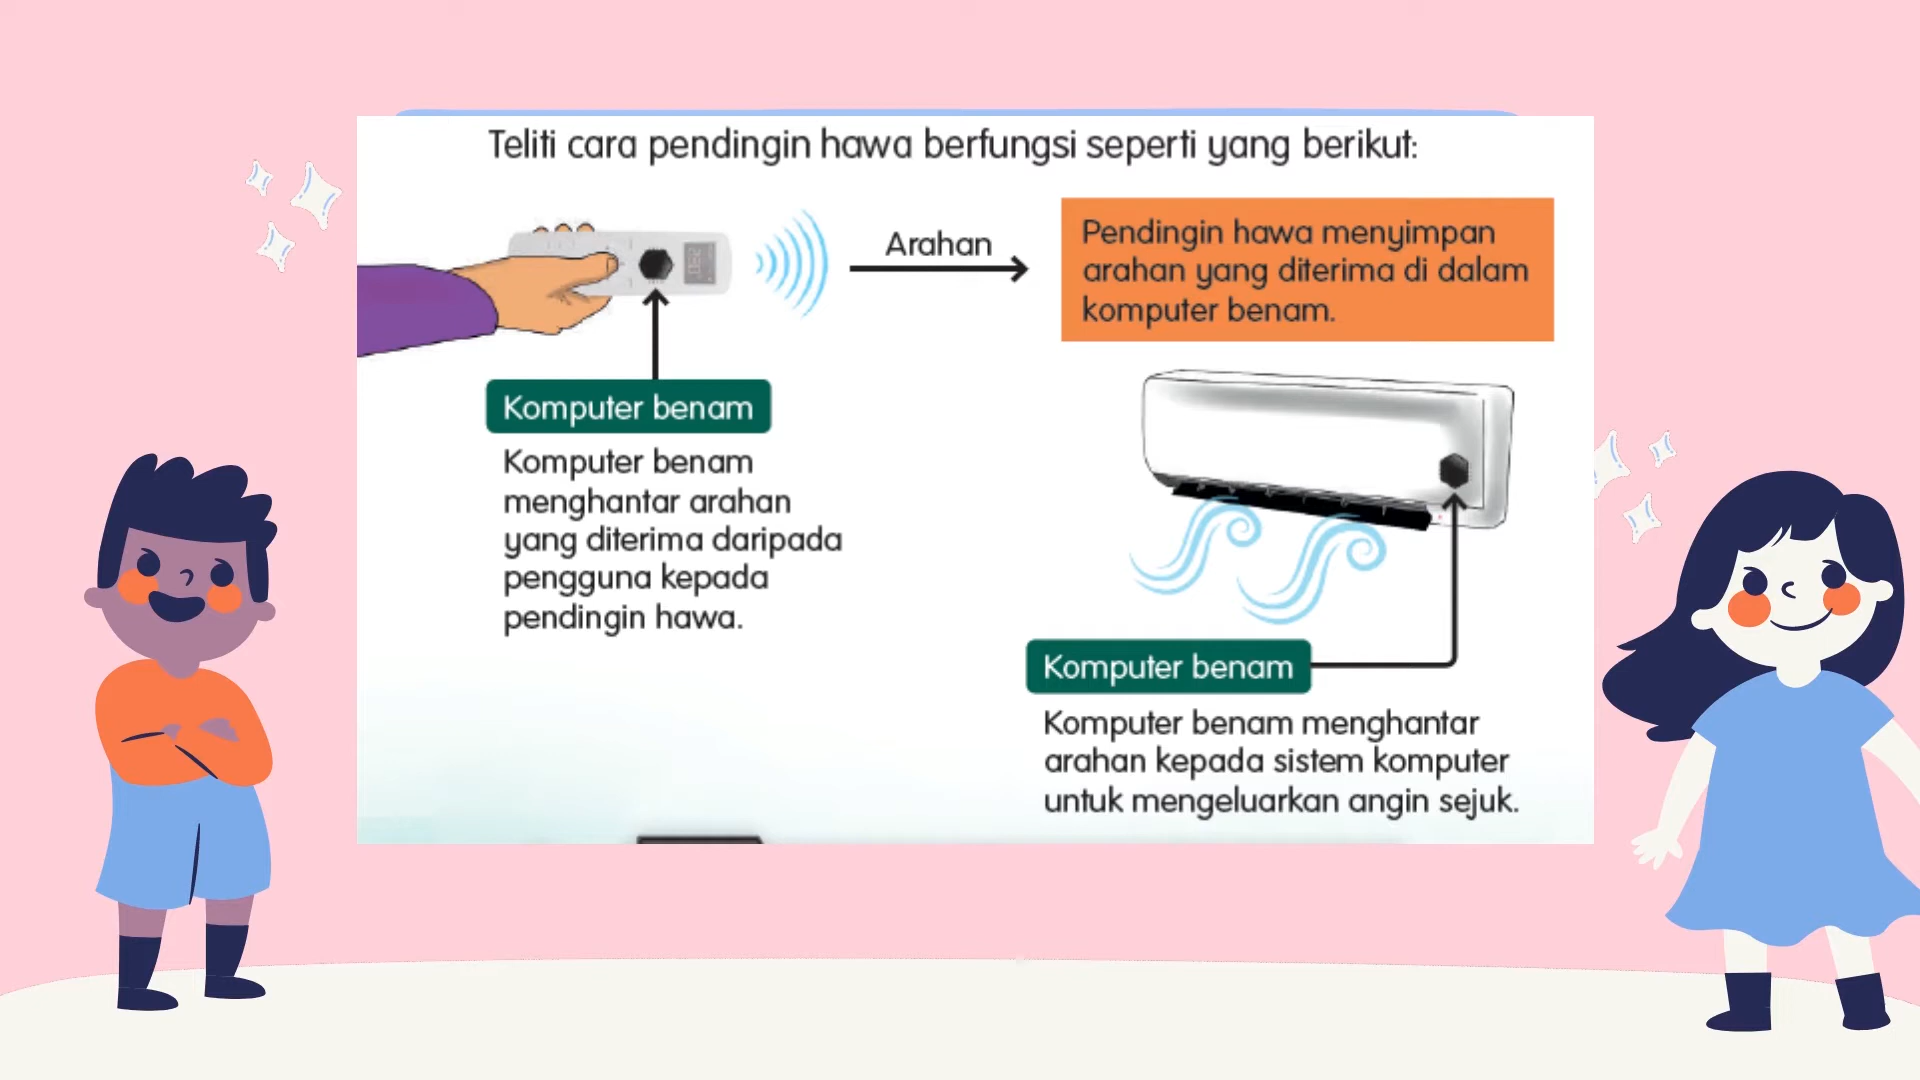 Teliti cara pendingin hawa berfungsi seperti yang berikut:
Arahan
Pendingin hawa menyimpan
arahan yang diterima di dalam
komputer benam.
Komputer benam
Komputer benam
menghantar arahan
yang diterima daripada
pengguna kepada
pendingin hawa.
Komputer benam
Komputer benam menghantar
arahan kepada sistem komputer
untuk mengeluarkan angin sejuk.